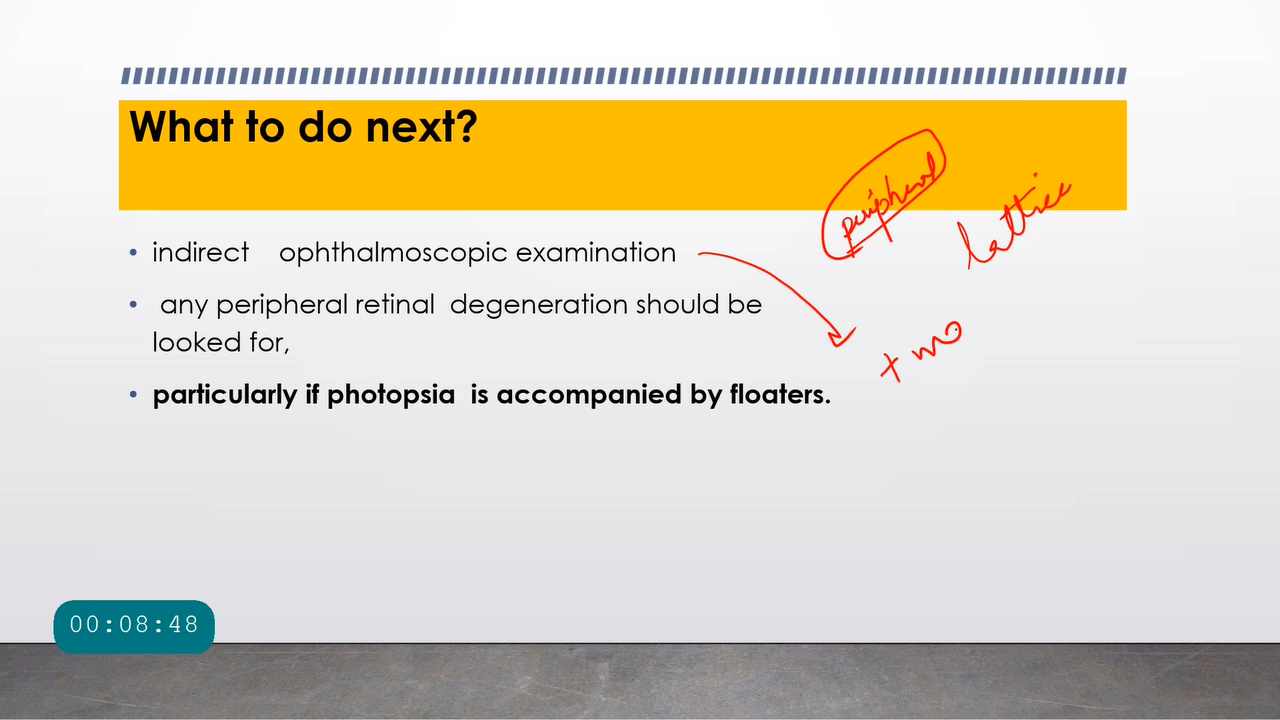 What to do next?
peripheral
lattice
• indirect ophthalmoscopic examination
• any peripheral retinal degeneration should be
looked for,
+ mo
• particularly if photopsia is accompanied by floaters.
00:08:48